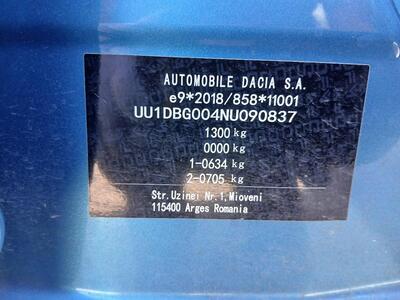 AUTOMOBILE DACIA S.A.
e9*2018/858*11001
UU1DBG004NU090837
1300 kg
0000 kg
1-0634 kg
2-0705 kg
Str. Uzinei Nr. 1, Mioveni
115400 Arges Romania